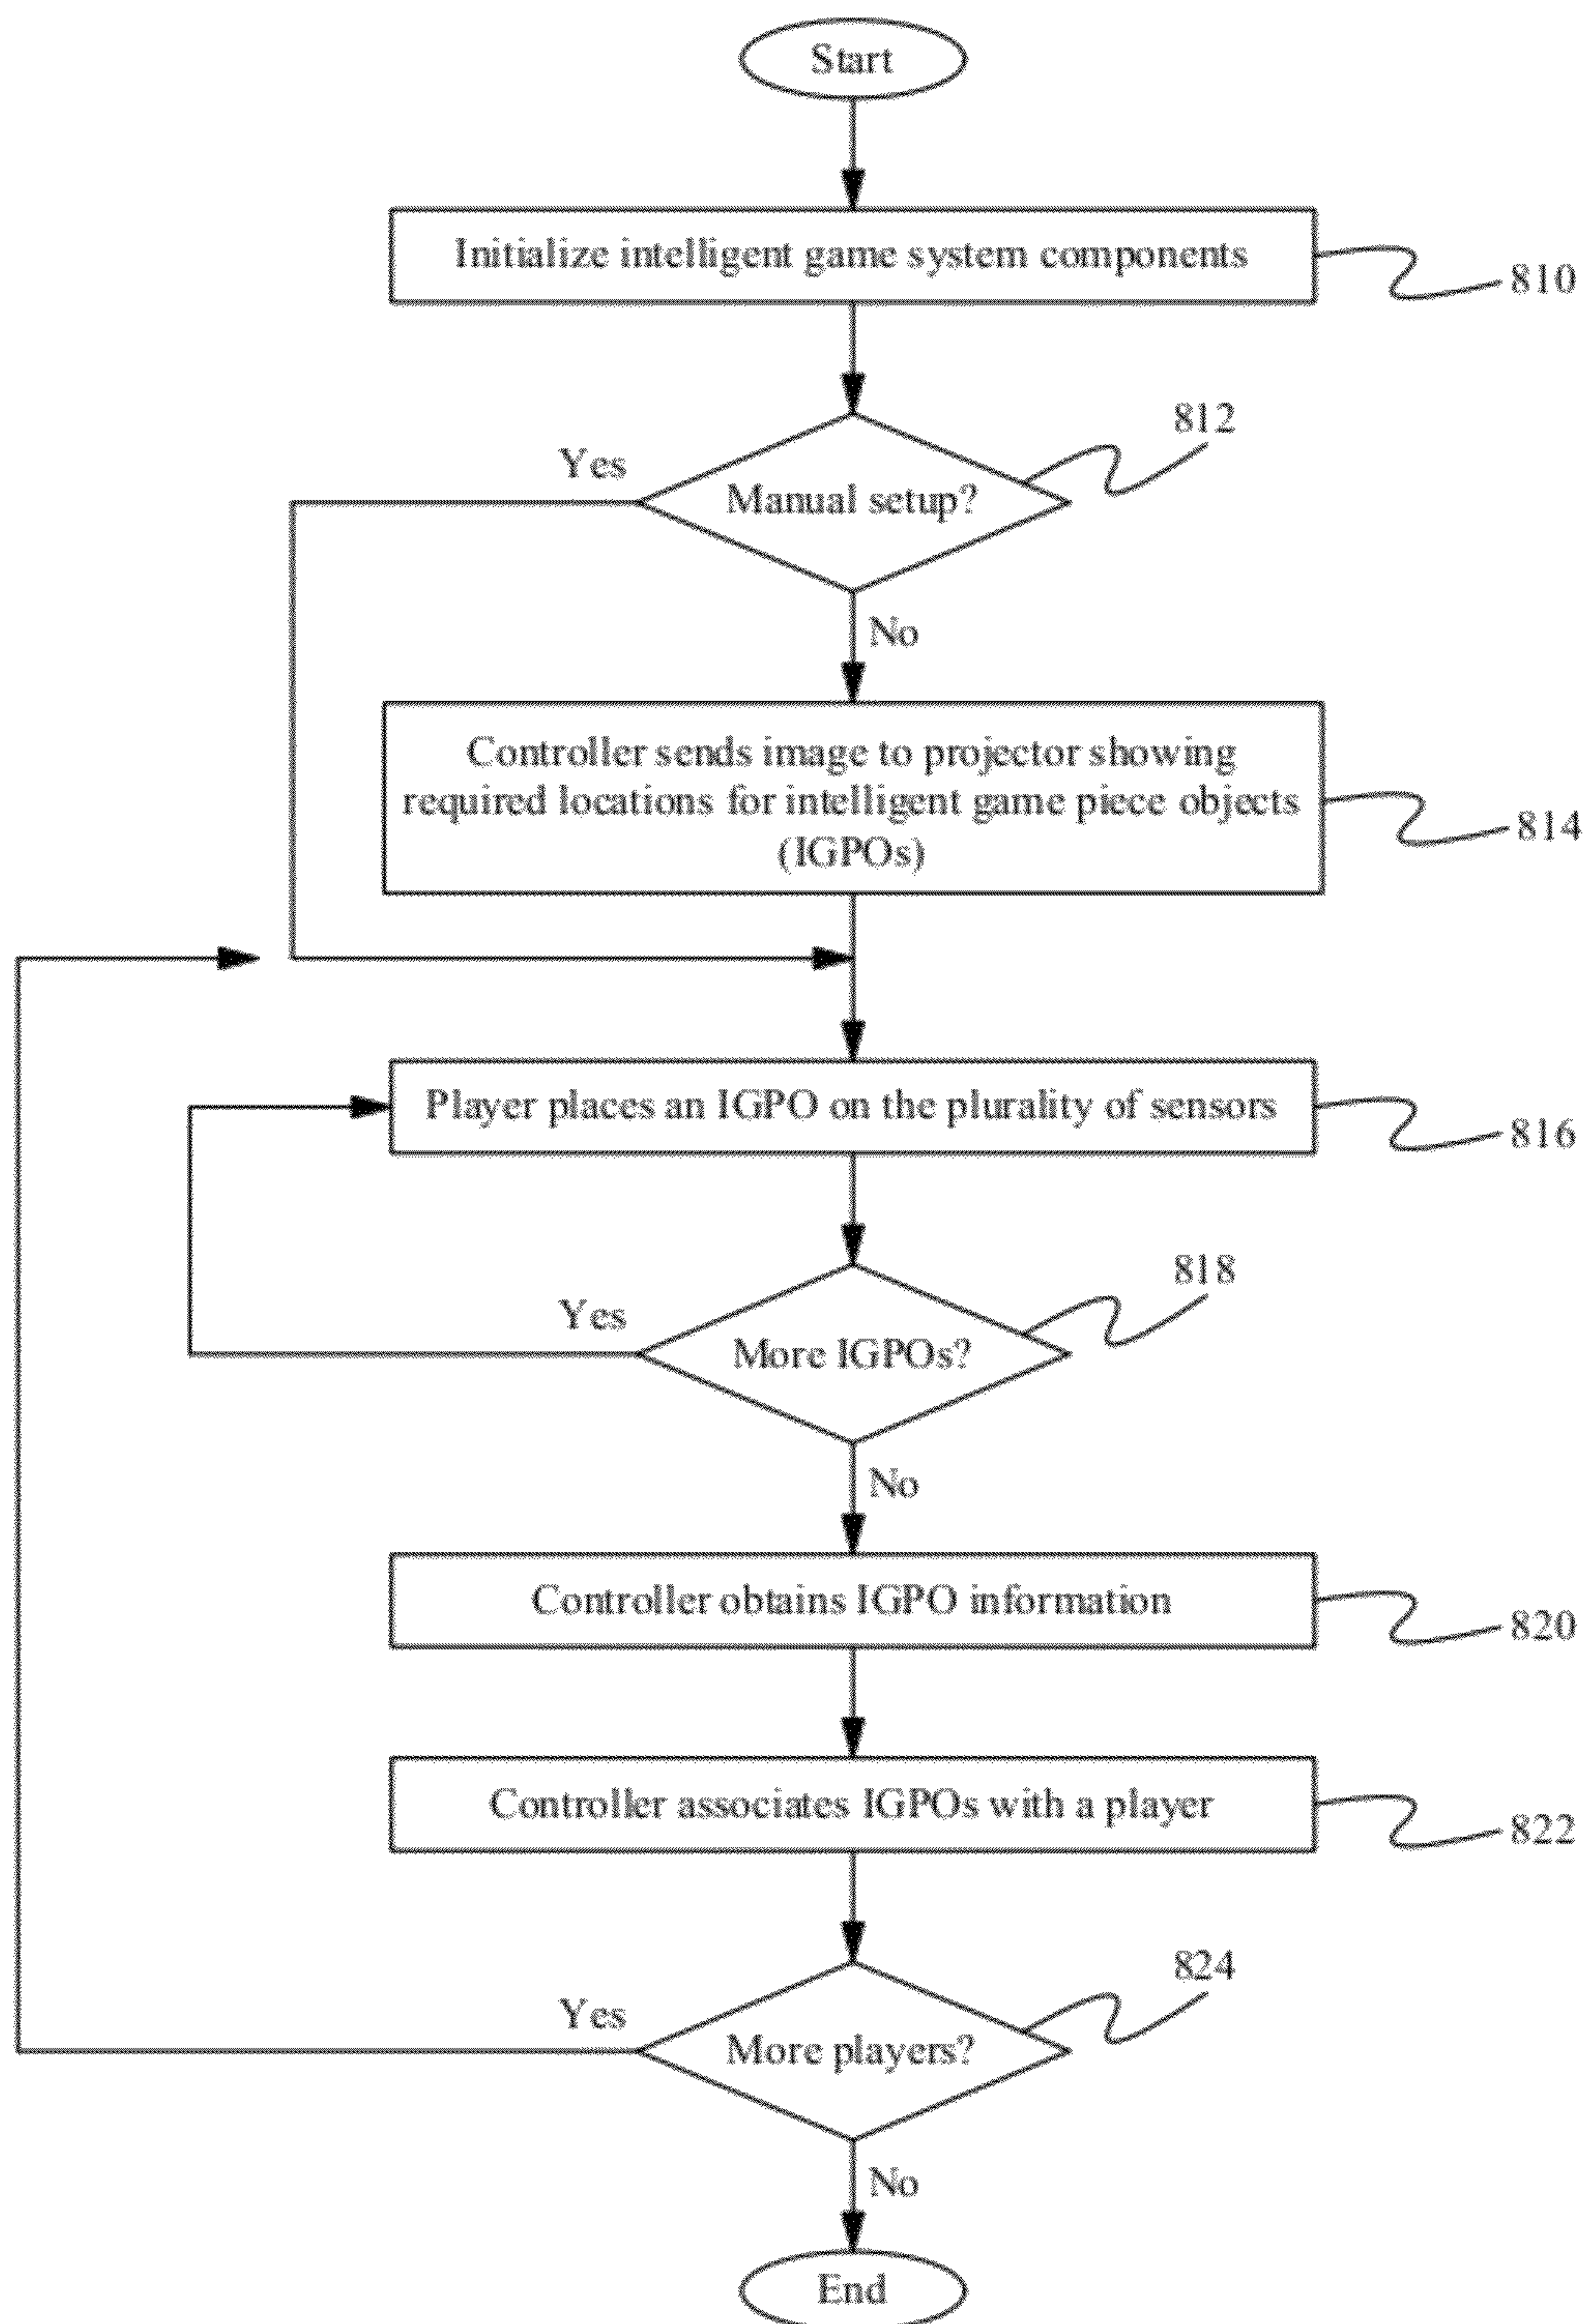 Start
Initialize intelligent game system components
810
812
Yes
Manual setup?
No
Controller sends image to projector showing
required locations for intelligent game piece objects
(IGPOs)
814
Player places an IGPO on the plurality of sensors
816
818
Yes
More IGPOs?
No
Controller obtains IGPO information
820
Controller associates IGPOs with a player
822
824
Yes
More players?
No
End